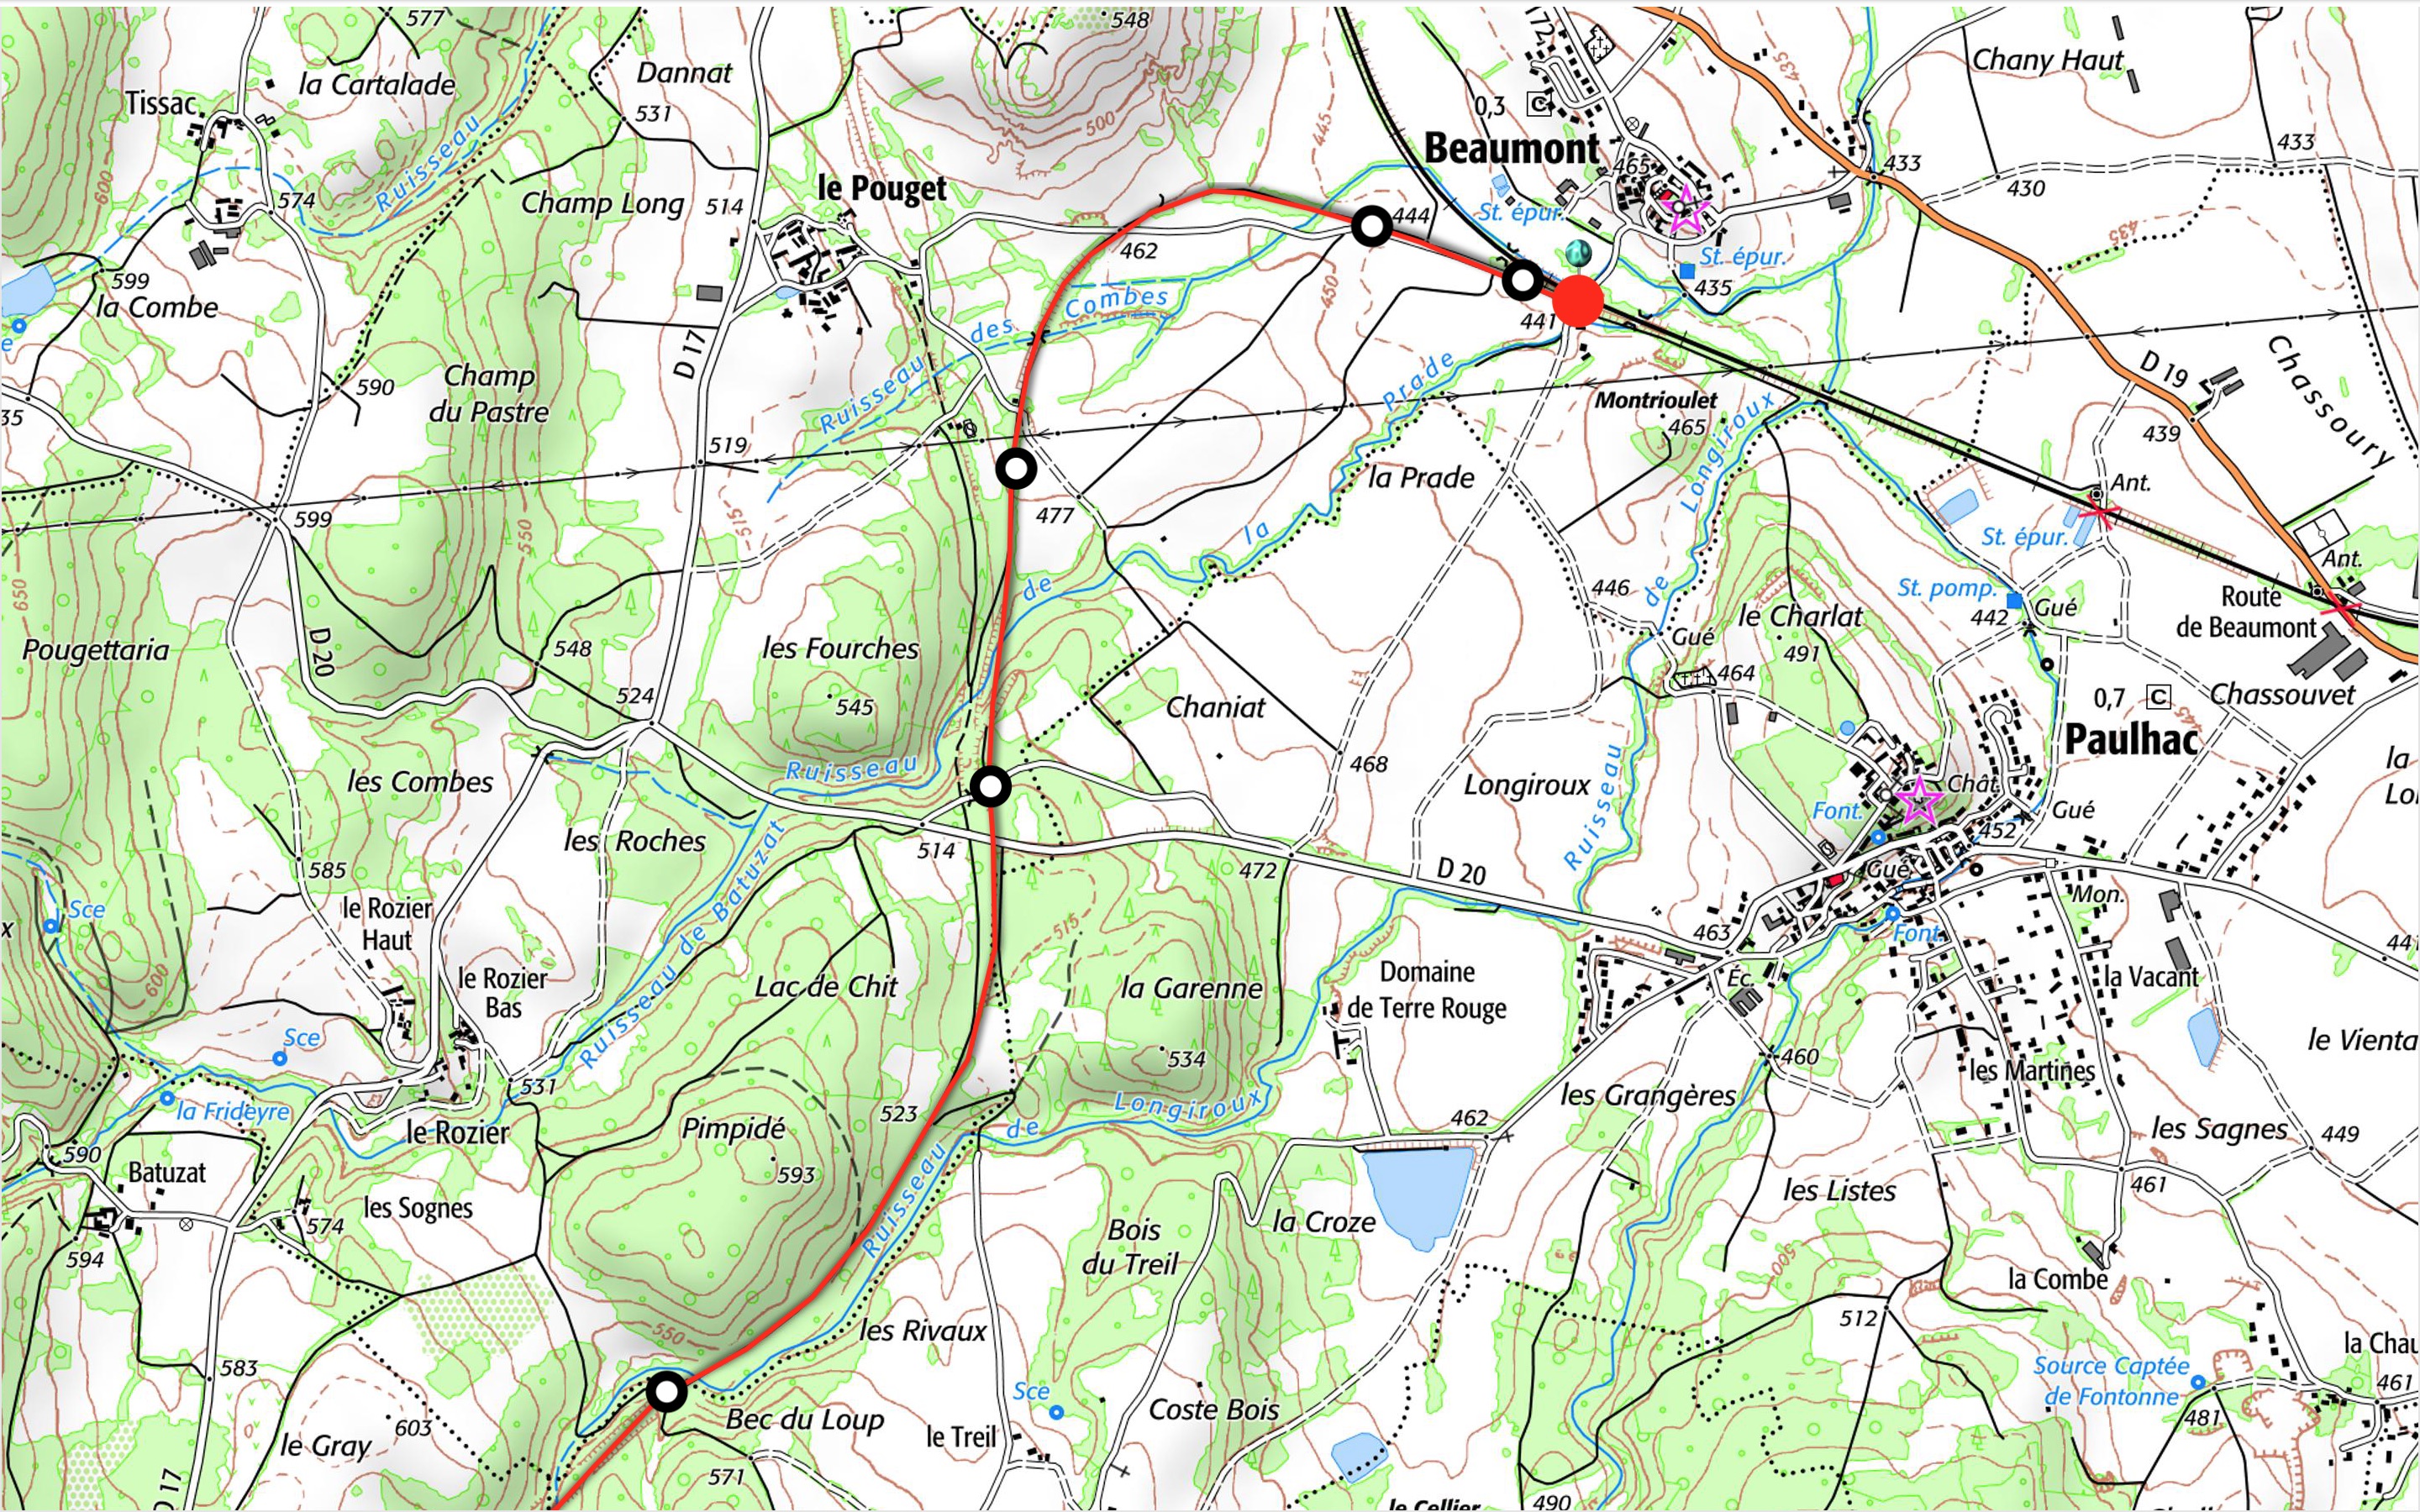 577
548
la Cartalade
Dannat
Chany Haut
Tissac
531
0,3 C
Beaumont
435
445
500
433
433
465
430
600
Ruisseau
574
Champ Long
514
le Pouget
444
St. épur.
435
462
St. épur.
599
la Combe
Combes
des
450
435
441
D 17
Ruisseau
Prade
D 19
Chassoury
Champ
du Pastre
590
Montrioulet
465
35
519
439
la Prade
Longiroux
Ant.
599
515
477
la
St. épur.
550
Ant.
650
de
446
de
St. pomp.
442
Gué
Route
de Beaumont
le Charlat
491
Gué
464
Pougettaria
D 20
548
les Fourches
545
524
Chaniat
0,7 C
Chassouvet
445
Paulhac
la
Ruisseau
468
les Combes
Longiroux
Ruisseau
Chât.
Font.
Gué
452
les Roches
514
472
D 20
Gué
585
Batuzat
Sce
le Rozier
Haut
515
Mon.
463
Font.
441
le Rozier
Bas
Lac de Chit
la Garenne
Domaine
de Terre Rouge
Éc.
la Vacant
600
Ruisseau de
Sce
534
460
le Vienta
531
les Martines
la Frideyre
les Grangères
523
Longiroux
de
462
le Rozier
Pimpidé
593
les Sagnes
449
590
Batuzat
les Sognes
574
Ruisseau
Bois
du Treil
la Croze
les Listes
461
594
500
la Combe
512
550
les Rivaux
583
la Chau
Source Captée
de Fontonne
Sce
461
603
Bec du Loup
Coste Bois
481
le Gray
le Treil
571
D 17
le Cellier
490